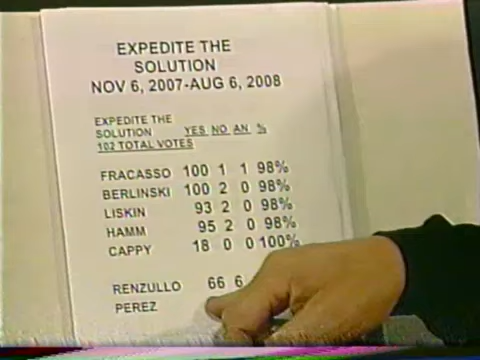 EXPEDITE THE
SOLUTION
NOV 6, 2007-AUG 6, 2008
EXPEDITE THE
SOLUTION YES NO AN %
102 TOTAL VOTES
FRACASSO 100 1 1 98%
BERLINSKI 100 2 0 98%
LISKIN 93 2 0 98%
HAMM 95 2 0 98%
CAPPY 18 0 0 100%
RENZULLO 66 6
PEREZ